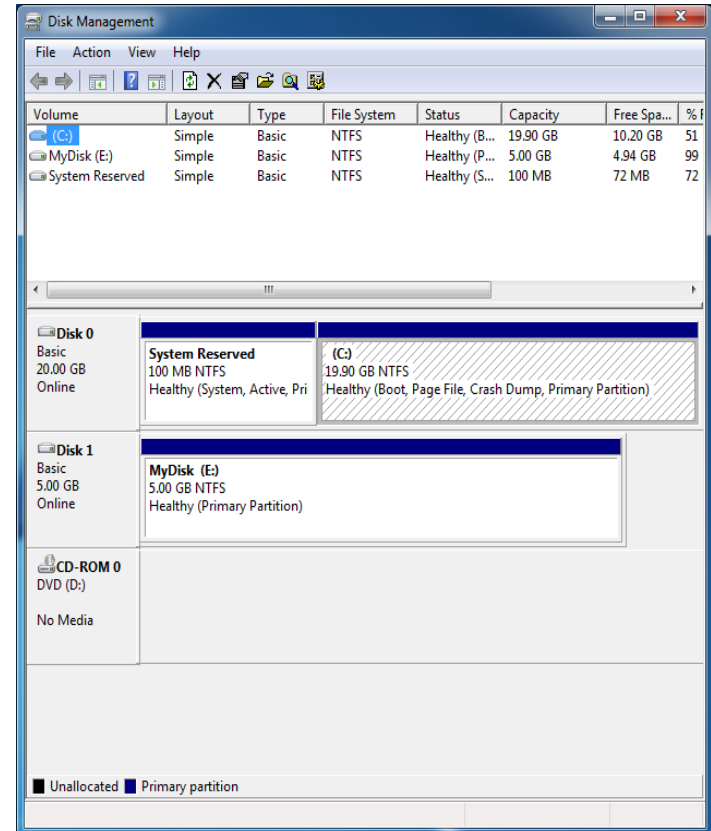 Disk Management
File Action View Help
Volume Layout Type File System Status Capacity Free Spa... % F
(C:) Simple Basic NTFS Healthy (B... 19.90 GB 10.20 GB 51
MyDisk (E:) Simple Basic NTFS Healthy (P... 5.00 GB 4.94 GB 99
System Reserved Simple Basic NTFS Healthy (S... 100 MB 72 MB 72
Disk 0
Basic
20.00 GB
Online
System Reserved
100 MB NTFS
Healthy (System, Active, Pri
(C:)
19.90 GB NTFS
Healthy (Boot, Page File, Crash Dump, Primary Partition)
Disk 1
Basic
5.00 GB
Online
MyDisk (E:)
5.00 GB NTFS
Healthy (Primary Partition)
CD-ROM 0
DVD (D:)
No Media
Unallocated Primary partition